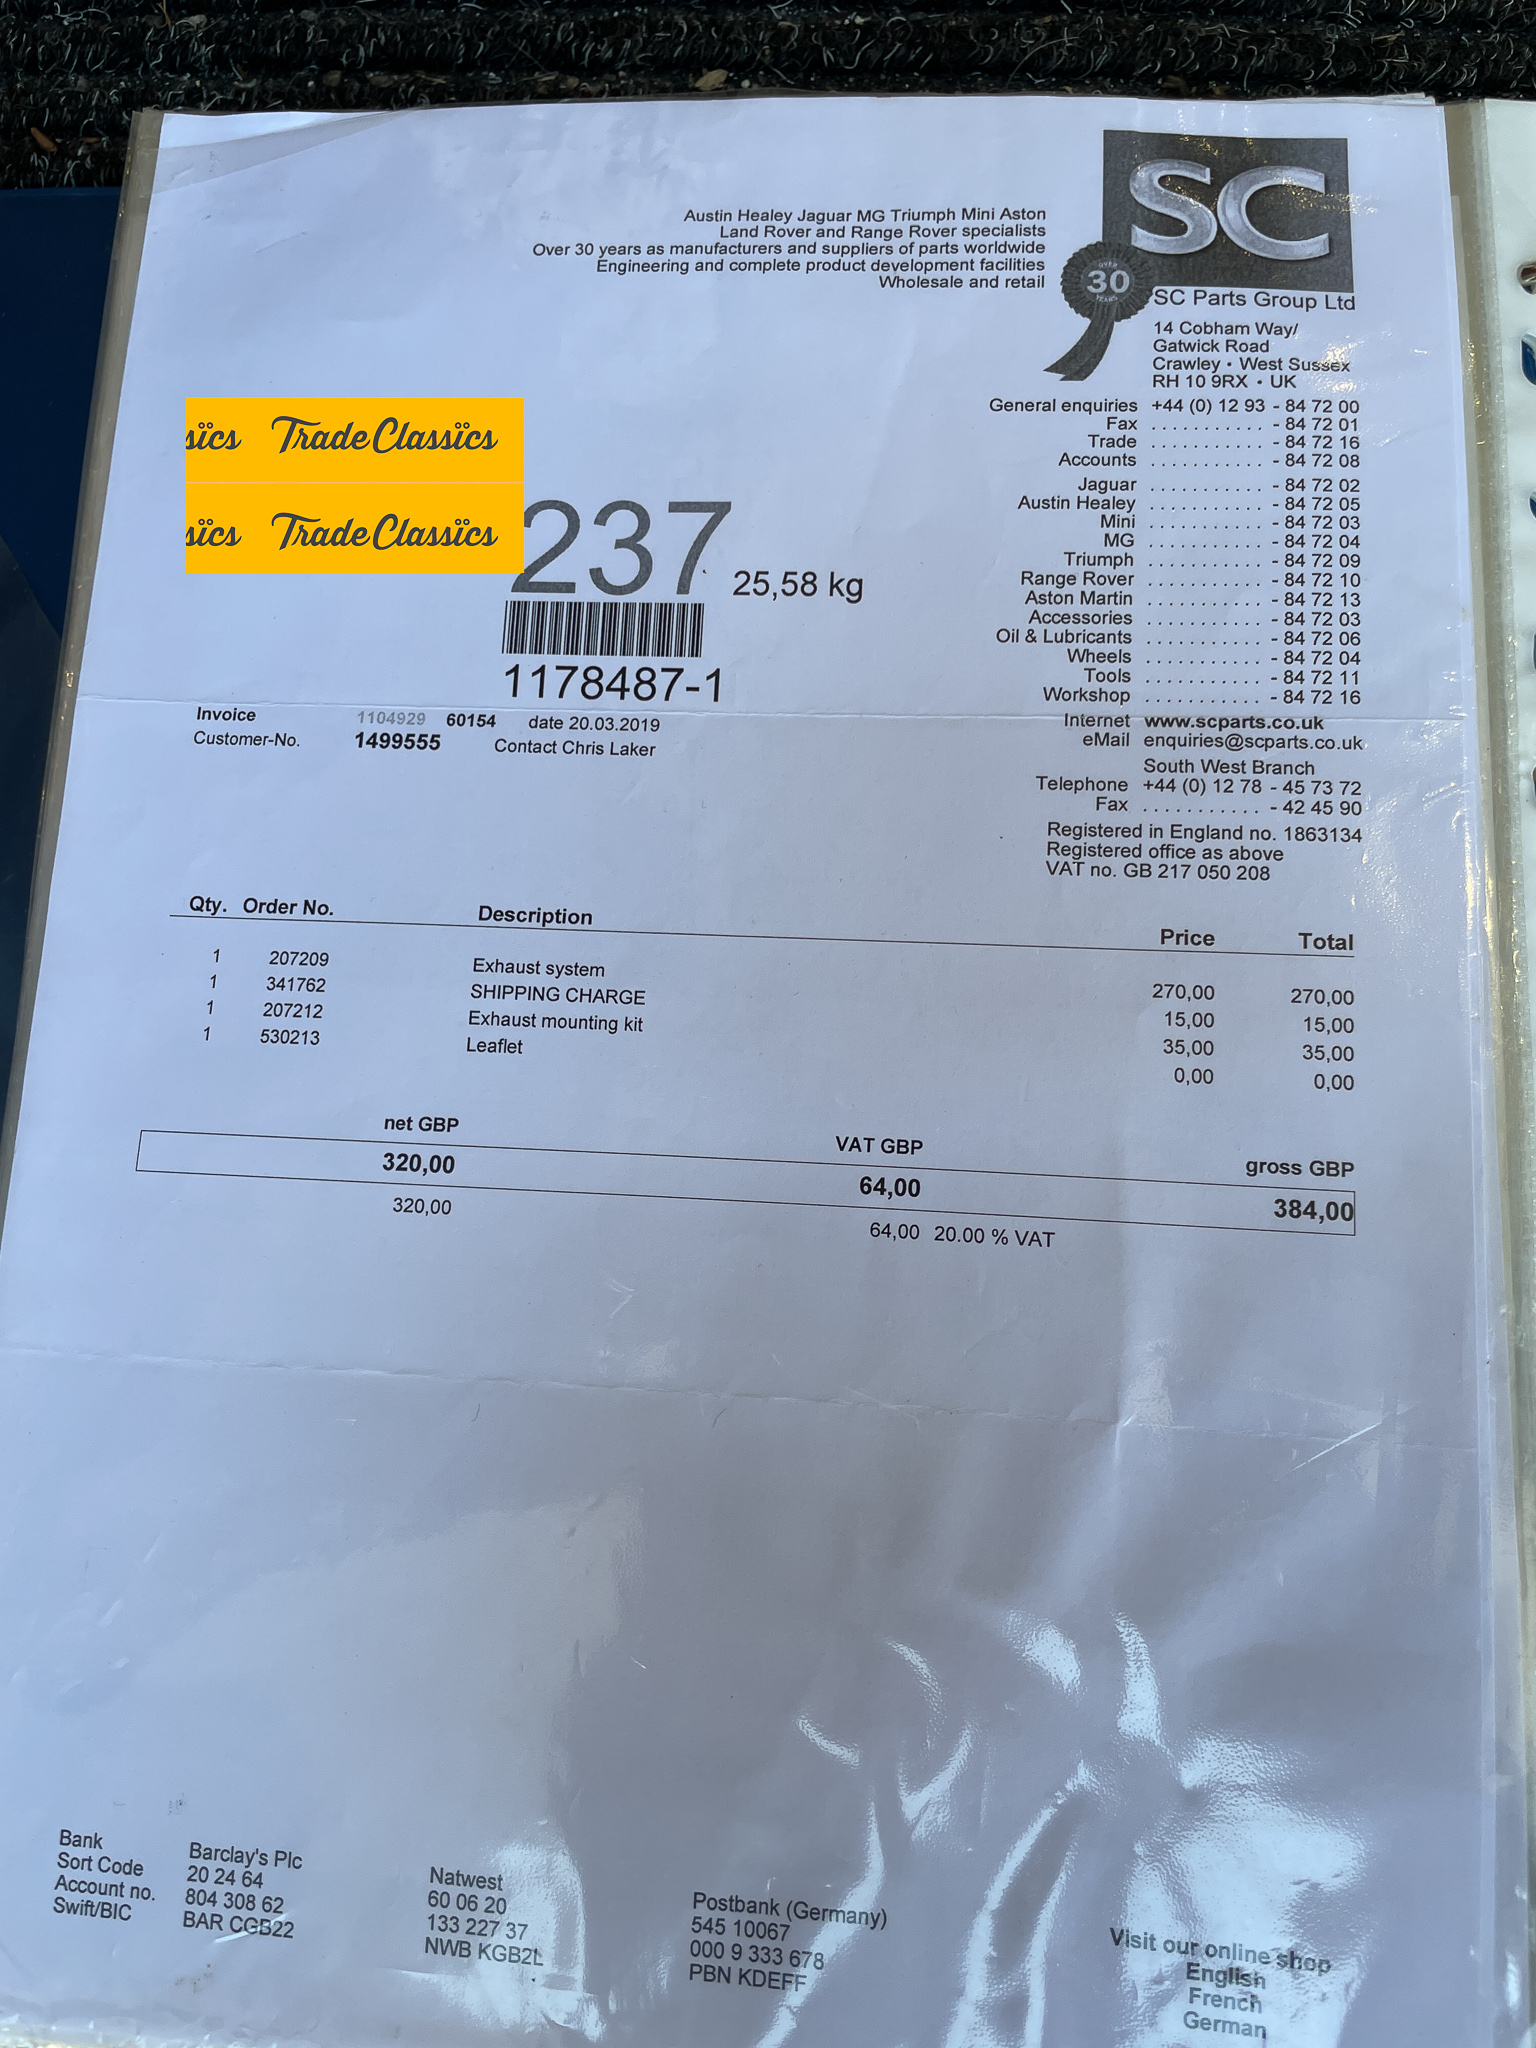 SC
Austin Healey Jaguar MG Triumph Mini Aston
Land Rover and Range Rover specialists
Over 30 years as manufacturers and suppliers of parts worldwide
Engineering and complete product development facilities
Wholesale and retail
OVER
30
YEARS
SC Parts Group Ltd
14 Cobham Way/
Gatwick Road
Crawley • West Sussex
RH 10 9RX • UK
General enquiries +44 (0) 12 93 - 84 72 00
Fax ........... - 84 72 01
Trade ........... - 84 72 16
Accounts ........... - 84 72 08
Jaguar ........... - 84 72 02
Austin Healey ........... - 84 72 05
Mini ........... - 84 72 03
MG ........... - 84 72 04
Triumph ........... - 84 72 09
Range Rover ........... - 84 72 10
Aston Martin ........... - 84 72 13
Accessories ........... - 84 72 03
Oil & Lubricants ........... - 84 72 06
Wheels ........... - 84 72 04
Tools ........... - 84 72 11
Workshop ........... - 84 72 16
Internet www.scparts.co.uk
eMail enquiries@scparts.co.uk
South West Branch
Telephone +44 (0) 12 78 - 45 73 72
Fax ........... - 42 45 90
Registered in England no. 1863134
Registered office as above
VAT no. GB 217 050 208
sïcs TradeClassïcs
sïcs TradeClassïcs
237 25,58 kg
1178487-1
Invoice 1104929 60154 date 20.03.2019
Customer-No. 1499555 Contact Chris Laker
Qty. Order No. Description Price Total
1 207209 Exhaust system 270,00 270,00
1 341762 SHIPPING CHARGE 15,00 15,00
1 207212 Exhaust mounting kit 35,00 35,00
1 530213 Leaflet 0,00 0,00
net GBP VAT GBP gross GBP
320,00 64,00 384,00
320,00 64,00 20.00 % VAT
Bank Barclay's Plc Natwest Postbank (Germany)
Sort Code 20 24 64 60 06 20 545 10067
Account no. 804 308 62 133 227 37 000 9 333 678
Swift/BIC BAR CGB22 NWB KGB2L PBN KDEFF
Visit our online shop
English
French
German